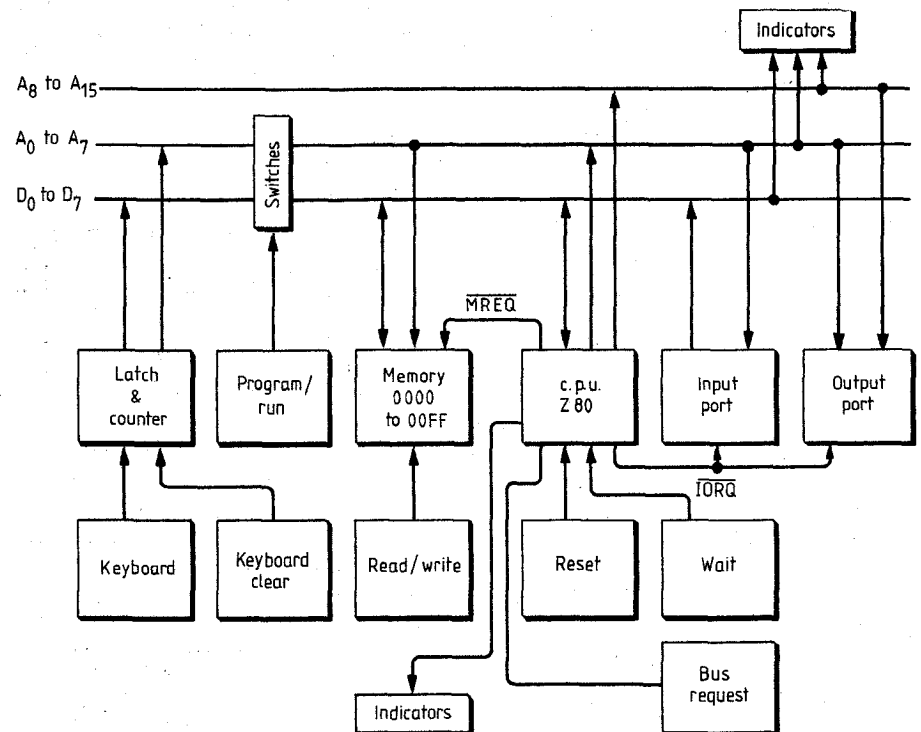 Indicators
A8 to A15
A0 to A7
D0 to D7
Switches
MREQ
Latch
&
counter
Program/
run
Memory
0000
to 00FF
c.p.u.
Z80
Input
port
Output
port
IORQ
Keyboard
Keyboard
clear
Read/write
Reset
Wait
Bus
request
Indicators